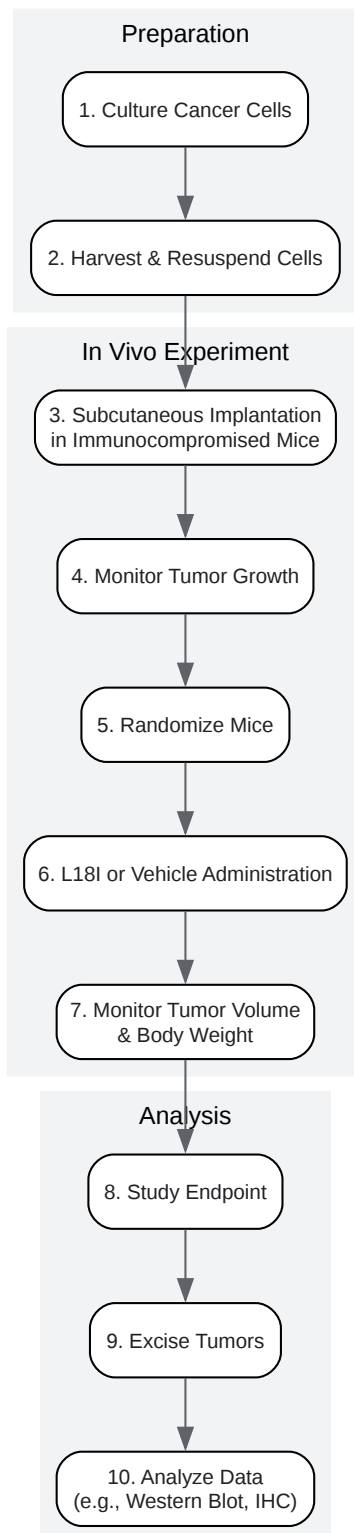 Preparation
1. Culture Cancer Cells
2. Harvest & Resuspend Cells
In Vivo Experiment
3. Subcutaneous Implantation
in Immunocompromised Mice
4. Monitor Tumor Growth
5. Randomize Mice
6. L18I or Vehicle Administration
7. Monitor Tumor Volume
& Body Weight
Analysis
8. Study Endpoint
9. Excise Tumors
10. Analyze Data
(e.g., Western Blot, IHC)